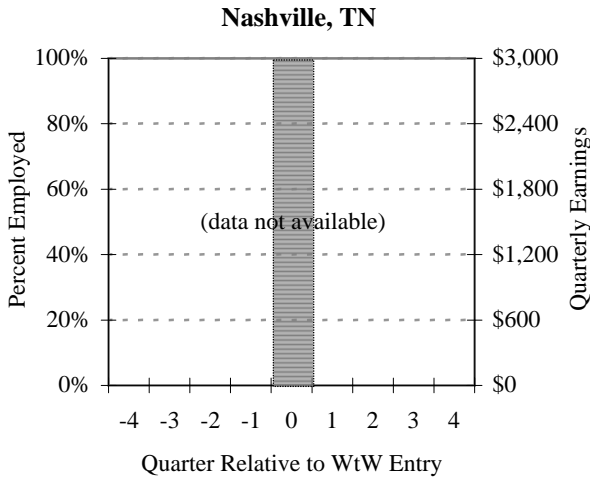 Nashville, TN
100%
80%
60%
40%
20%
0%
Percent Employed
(data not available)
$3,000
$2,400
$1,800
$1,200
$600
$0
Quarterly Earnings
-4 -3 -2 -1 0 1 2 3 4
Quarter Relative to WtW Entry